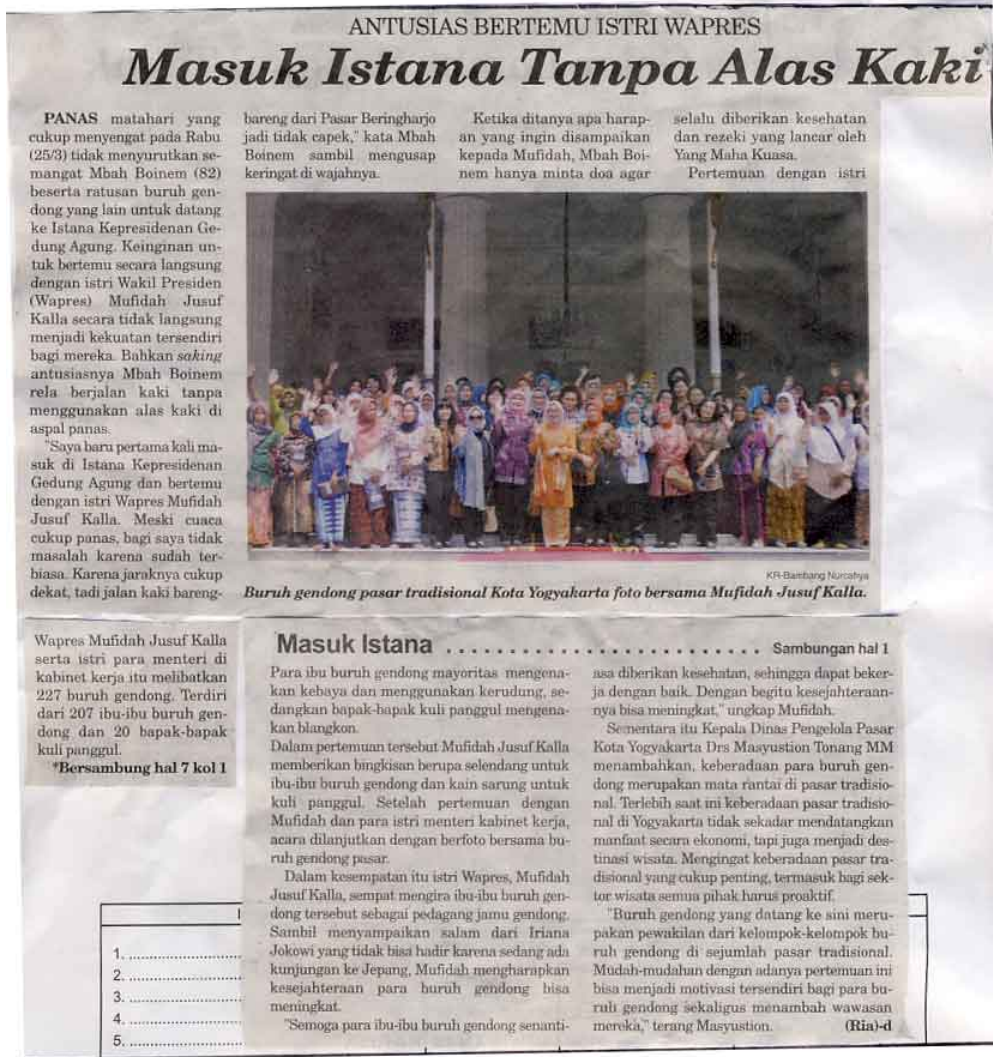 ANTUSIAS BERTEMU ISTRI WAPRES
Masuk Istana Tanpa Alas Kaki
PANAS matahari yang
cukup menyengat pada Rabu
(25/3) tidak menyurutkan se-
mangat Mbah Boinem (82)
beserta ratusan buruh gen-
dong yang lain untuk datang
ke Istana Kepresidenan Ge-
dung Agung. Keinginan un-
tuk bertemu secara langsung
dengan istri Wakil Presiden
(Wapres) Mufidah Jusuf
Kalla secara tidak langsung
menjadi kekuatan tersendiri
bagi mereka. Bahkan saking
antusiasnya Mbah Boinem
rela berjalan kaki tanpa
menggunakan alas kaki di
aspal panas.
"Saya baru pertama kali ma-
suk di Istana Kepresidenan
Gedung Agung dan bertemu
dengan istri Wapres Mufidah
Jusuf Kalla. Meski cuaca
cukup panas, bagi saya tidak
masalah karena sudah ter-
biasa. Karena jaraknya cukup
dekat, tadi jalan kaki bareng-
bareng dari Pasar Beringharjo
jadi tidak capek," kata Mbah
Boinem sambil mengusap
keringat di wajahnya.
Ketika ditanya apa harap-
an yang ingin disampaikan
kepada Mufidah, Mbah Boi-
nem hanya minta doa agar
selalu diberikan kesehatan
dan rezeki yang lancar oleh
Yang Maha Kuasa.
Pertemuan dengan istri
KR-Bambang Nurcahya
Buruh gendong pasar tradisional Kota Yogyakarta foto bersama Mufidah Jusuf Kalla.
Wapres Mufidah Jusuf Kalla
serta istri para menteri di
kabinet kerja itu melibatkan
227 buruh gendong. Terdiri
dari 207 ibu-ibu buruh gen-
dong dan 20 bapak-bapak
kuli panggul.
*Bersambung hal 7 kol 1
Masuk Istana .......................... Sambungan hal 1
Para ibu buruh gendong mayoritas mengena-
kan kebaya dan menggunakan kerudung, se-
dangkan bapak-bapak kuli panggul mengena-
kan blangkon.
Dalam pertemuan tersebut Mufidah Jusuf Kalla
memberikan bingkisan berupa selendang untuk
ibu-ibu buruh gendong dan kain sarung untuk
kuli panggul. Setelah pertemuan dengan
Mufidah dan para istri menteri kabinet kerja,
acara dilanjutkan dengan berfoto bersama bu-
ruh gendong pasar.
Dalam kesempatan itu istri Wapres, Mufidah
Jusuf Kalla, sempat mengira ibu-ibu buruh gen-
dong tersebut sebagai pedagang jamu gendong.
Sambil menyampaikan salam dari Iriana
Jokowi yang tidak bisa hadir karena sedang ada
kunjungan ke Jepang, Mufidah mengharapkan
kesejahteraan para buruh gendong bisa
meningkat.
"Semoga para ibu-ibu buruh gendong senanti-
asa diberikan kesehatan, sehingga dapat beker-
ja dengan baik. Dengan begitu kesejahteraan-
nya bisa meningkat," ungkap Mufidah.
Sementara itu Kepala Dinas Pengelola Pasar
Kota Yogyakarta Drs Masyustion Tonang MM
menambahkan, keberadaan para buruh gen-
dong merupakan mata rantai di pasar tradisio-
nal. Terlebih saat ini keberadaan pasar tradisio-
nal di Yogyakarta tidak sekadar mendatangkan
manfaat secara ekonomi, tapi juga menjadi des-
tinasi wisata. Mengingat keberadaan pasar tra-
disional yang cukup penting, termasuk bagi sek-
tor wisata semua pihak harus proaktif.
"Buruh gendong yang datang ke sini meru-
pakan pewakilan dari kelompok-kelompok bu-
ruh gendong di sejumlah pasar tradisional.
Mudah-mudahan dengan adanya pertemuan ini
bisa menjadi motivasi tersendiri bagi para bu-
ruh gendong sekaligus menambah wawasan
mereka," terang Masyustion. (Ria)-d
1. ........................
2. ........................
3. ........................
4. ........................
5. ........................